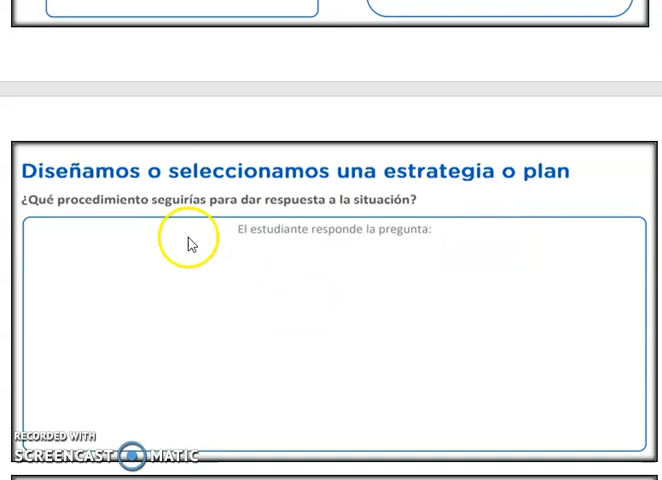 Diseñamos o seleccionamos una estrategia o plan
¿Qué procedimiento seguirías para dar respuesta a la situación?
El estudiante responde la pregunta:
RECORDED WITH
SCREENCAST MATIC